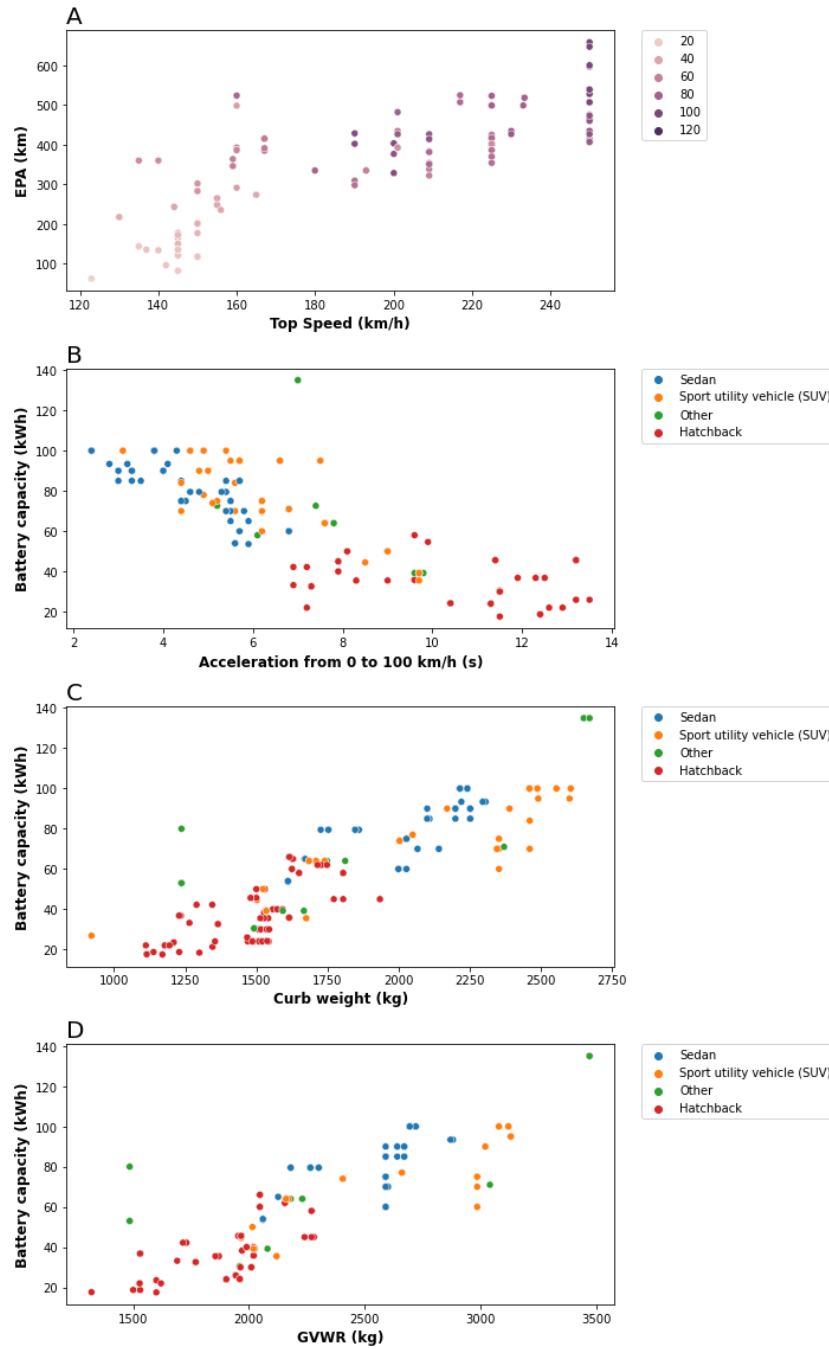 A
600
500
400
300
200
100
EPA (km)
120 140 160 180 200 220 240
Top Speed (km/h)
20
40
60
80
100
120
B
140
120
100
80
60
40
20
Battery capacity (kWh)
2 4 6 8 10 12 14
Acceleration from 0 to 100 km/h (s)
Sedan
Sport utility vehicle (SUV)
Other
Hatchback
C
140
120
100
80
60
40
20
Battery capacity (kWh)
1000 1250 1500 1750 2000 2250 2500 2750
Curb weight (kg)
Sedan
Sport utility vehicle (SUV)
Other
Hatchback
D
140
120
100
80
60
40
20
Battery capacity (kWh)
1500 2000 2500 3000 3500
GVWR (kg)
Sedan
Sport utility vehicle (SUV)
Other
Hatchback